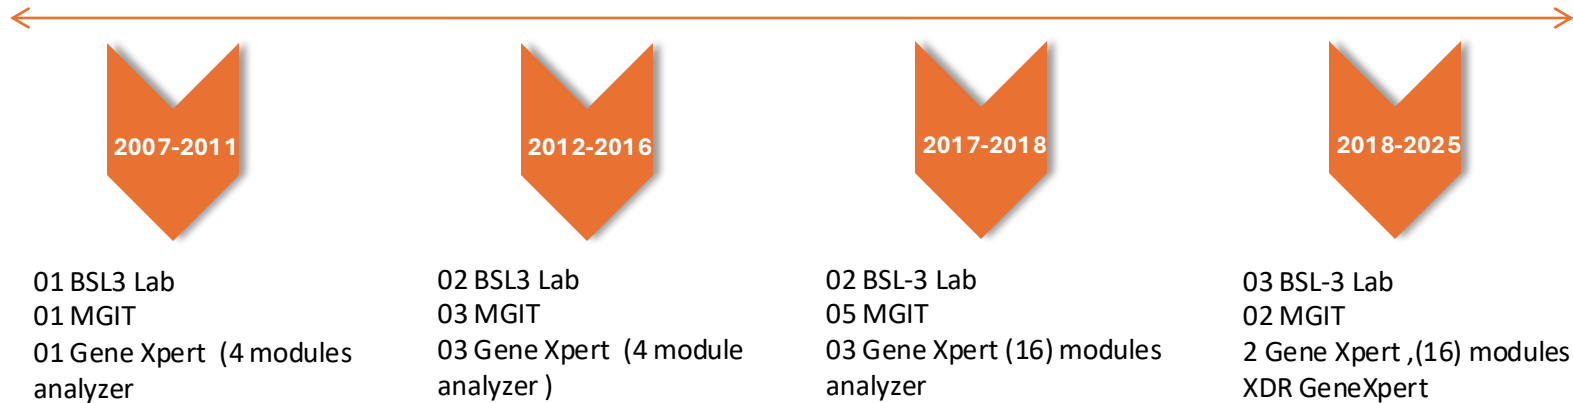 2007-2011
01 BSL3 Lab
01 MGIT
01 Gene Xpert (4 modules
analyzer
2012-2016
02 BSL3 Lab
03 MGIT
03 Gene Xpert (4 module
analyzer )
2017-2018
02 BSL-3 Lab
05 MGIT
03 Gene Xpert (16) modules
analyzer
2018-2025
03 BSL-3 Lab
02 MGIT
2 Gene Xpert ,(16) modules
XDR GeneXpert